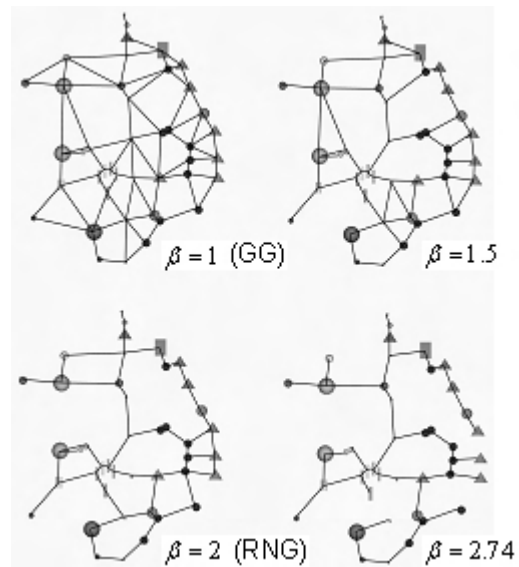 β = 1 (GG)
β = 1.5
β = 2 (RNG)
β = 2.74